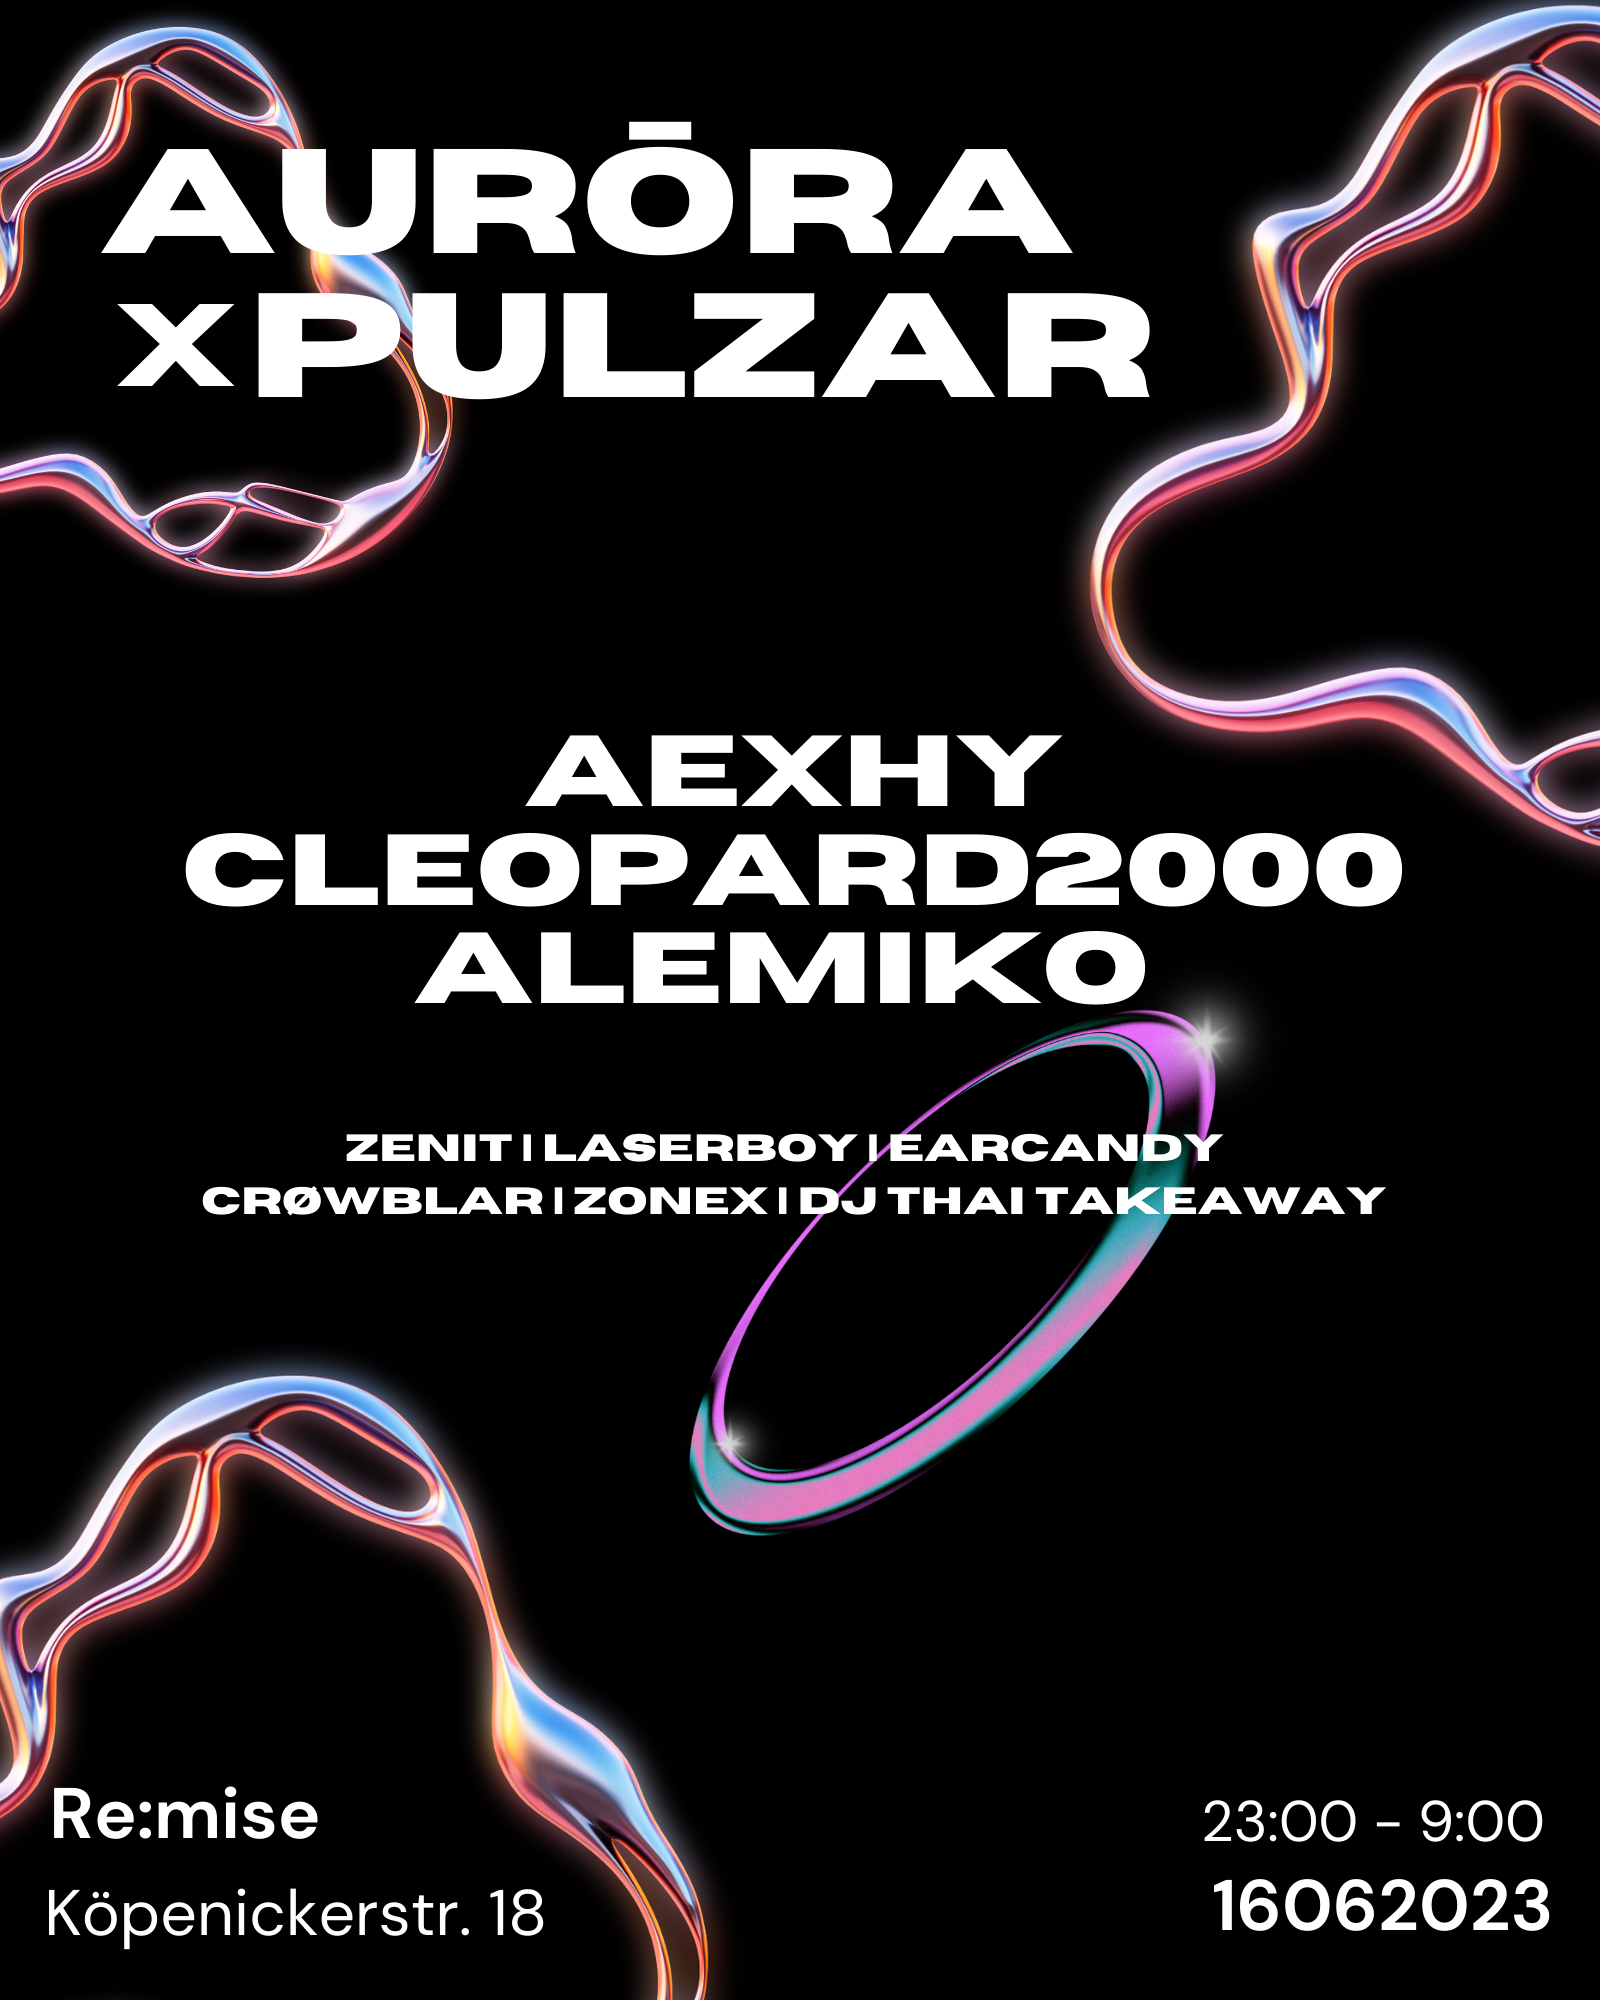 AURŌRA
X PULZAR
AEXHY
CLEOPARD2000
ALEMIKO
ZENIT | LASERBOY | EARCANDY
CRØWBLAR | ZONEX | DJ THAI TAKEAWAY
Re:mise
23:00 – 9:00
Köpenickerstr. 18
16062023